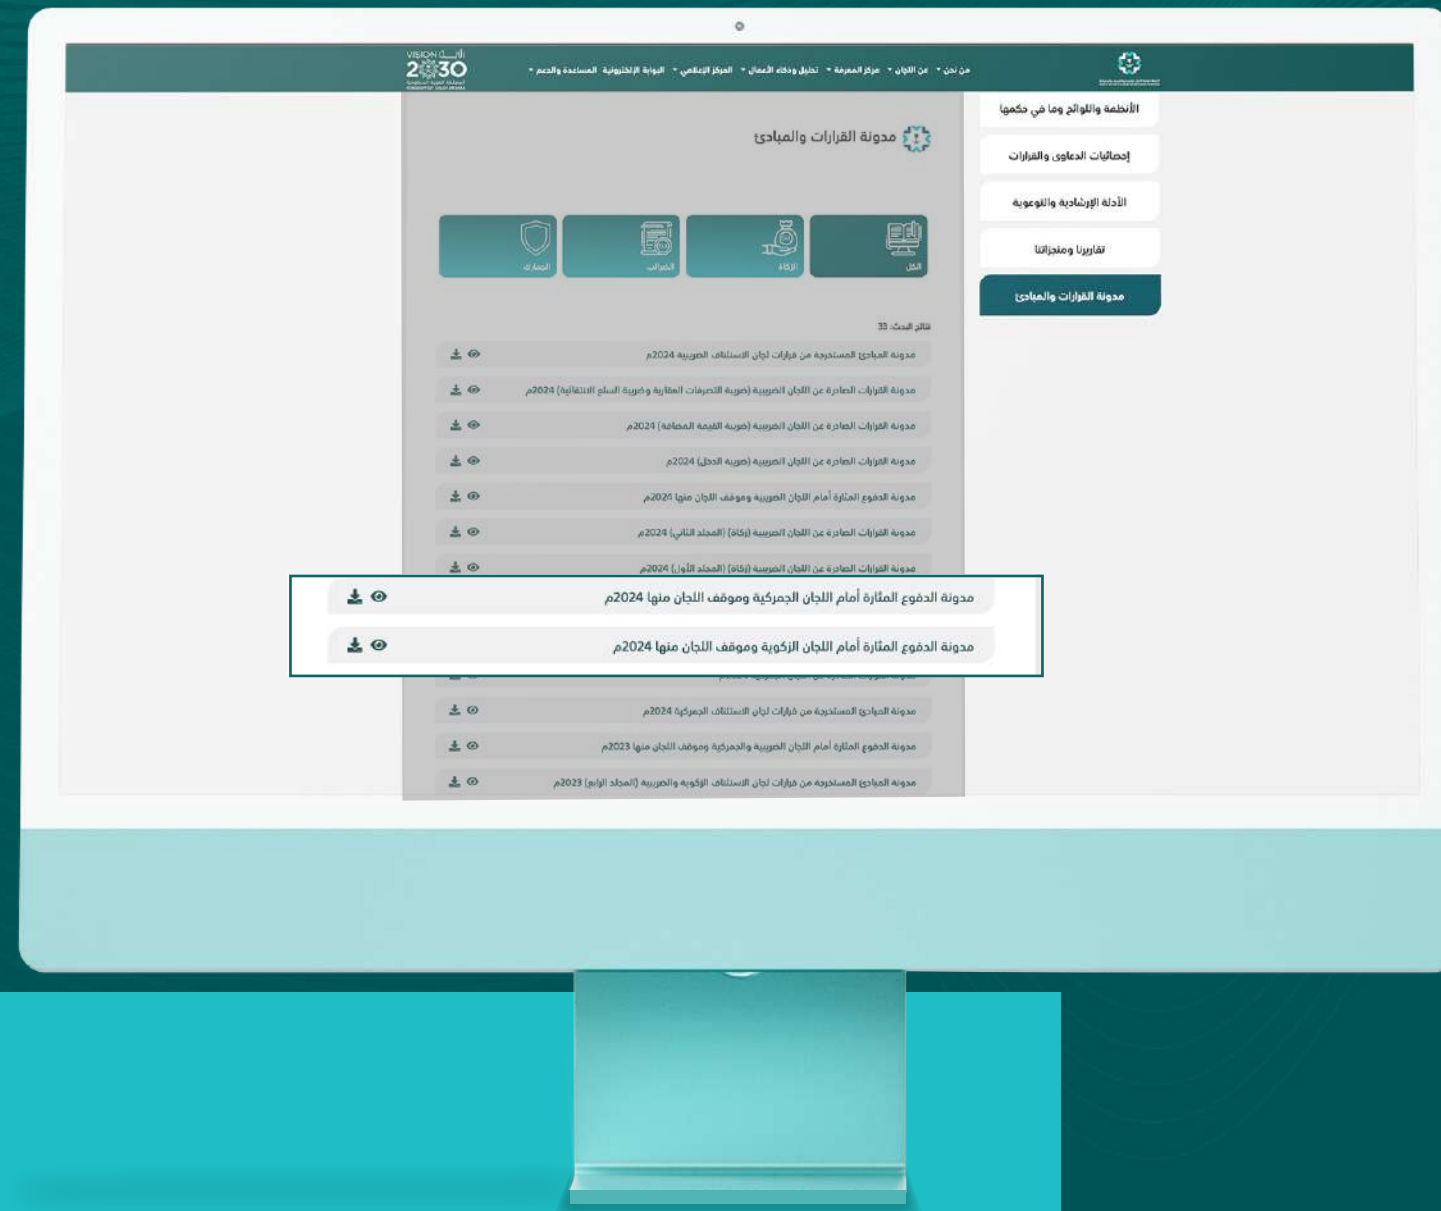 من نحن
عن اللجان
مركز المعرفة
تحليل وذكاء الأعمال
المركز الإعلامي
البوابة الإلكترونية
المساعدة والدعم
VISION رؤيــــة
2030
المملكة العربية السعودية
KINGDOM OF SAUDI ARABIA
الأنظمة واللوائح وما في حكمها
إحصائيات الدعاوى والقرارات
الأدلة الإرشادية والتوعوية
تقاريرنا ومنجزاتنا
مدونة القرارات والمبادئ
مدونة القرارات والمبادئ
الكل
الزكاة
الضرائب
الجمارك
نتائج البحث: 33
مدونة المبادئ المستخرجة من قرارات لجان الاستئناف الضريبية 2024م
مدونة القرارات الصادرة عن اللجان الضريبية (ضريبة التصرفات العقارية وضريبة السلع الانتقائية) 2024م
مدونة القرارات الصادرة عن اللجان الضريبية (ضريبة القيمة المضافة) 2024م
مدونة القرارات الصادرة عن اللجان الضريبية (ضريبة الدخل) 2024م
مدونة الدفوع المثارة أمام اللجان الضريبية وموقف اللجان منها 2024م
مدونة القرارات الصادرة عن اللجان الضريبية (زكاة) (المجلد الثاني) 2024م
مدونة القرارات الصادرة عن اللجان الضريبية (زكاة) (المجلد الأول) 2024م
مدونة الدفوع المثارة أمام اللجان الجمركية وموقف اللجان منها 2024م
مدونة الدفوع المثارة أمام اللجان الزكوية وموقف اللجان منها 2024م
مدونة المبادئ المستخرجة من قرارات لجان الاستئناف الجمركية 2024م
مدونة الدفوع المثارة أمام اللجان الضريبية والجمركية وموقف اللجان منها 2023م
مدونة المبادئ المستخرجة من قرارات لجان الاستئناف الزكوية والضريبية (المجلد الرابع) 2023م